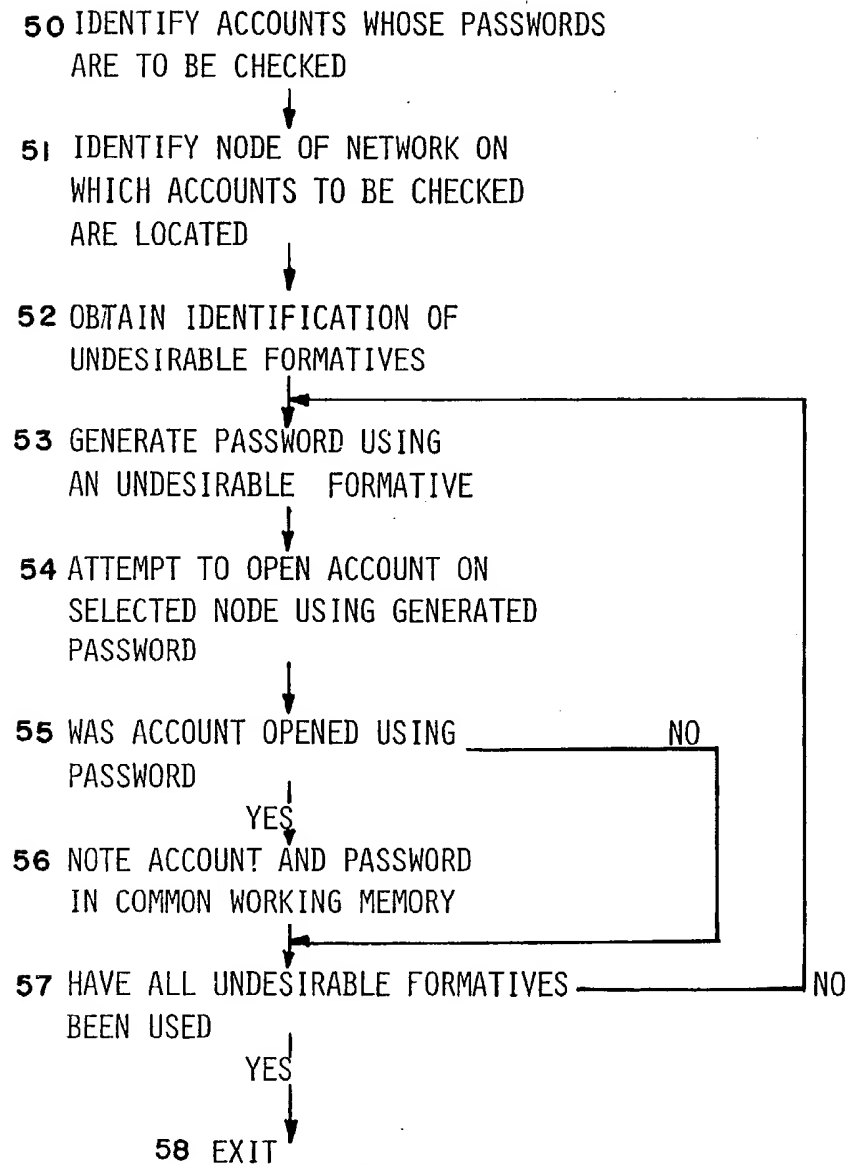 50 IDENTIFY ACCOUNTS WHOSE PASSWORDS
ARE TO BE CHECKED
51 IDENTIFY NODE OF NETWORK ON
WHICH ACCOUNTS TO BE CHECKED
ARE LOCATED
52 OBTAIN IDENTIFICATION OF
UNDESIRABLE FORMATIVES
53 GENERATE PASSWORD USING
AN UNDESIRABLE FORMATIVE
54 ATTEMPT TO OPEN ACCOUNT ON
SELECTED NODE USING GENERATED
PASSWORD
55 WAS ACCOUNT OPENED USING NO
PASSWORD
YES
56 NOTE ACCOUNT AND PASSWORD
IN COMMON WORKING MEMORY
57 HAVE ALL UNDESIRABLE FORMATIVES NO
BEEN USED
YES
58 EXIT